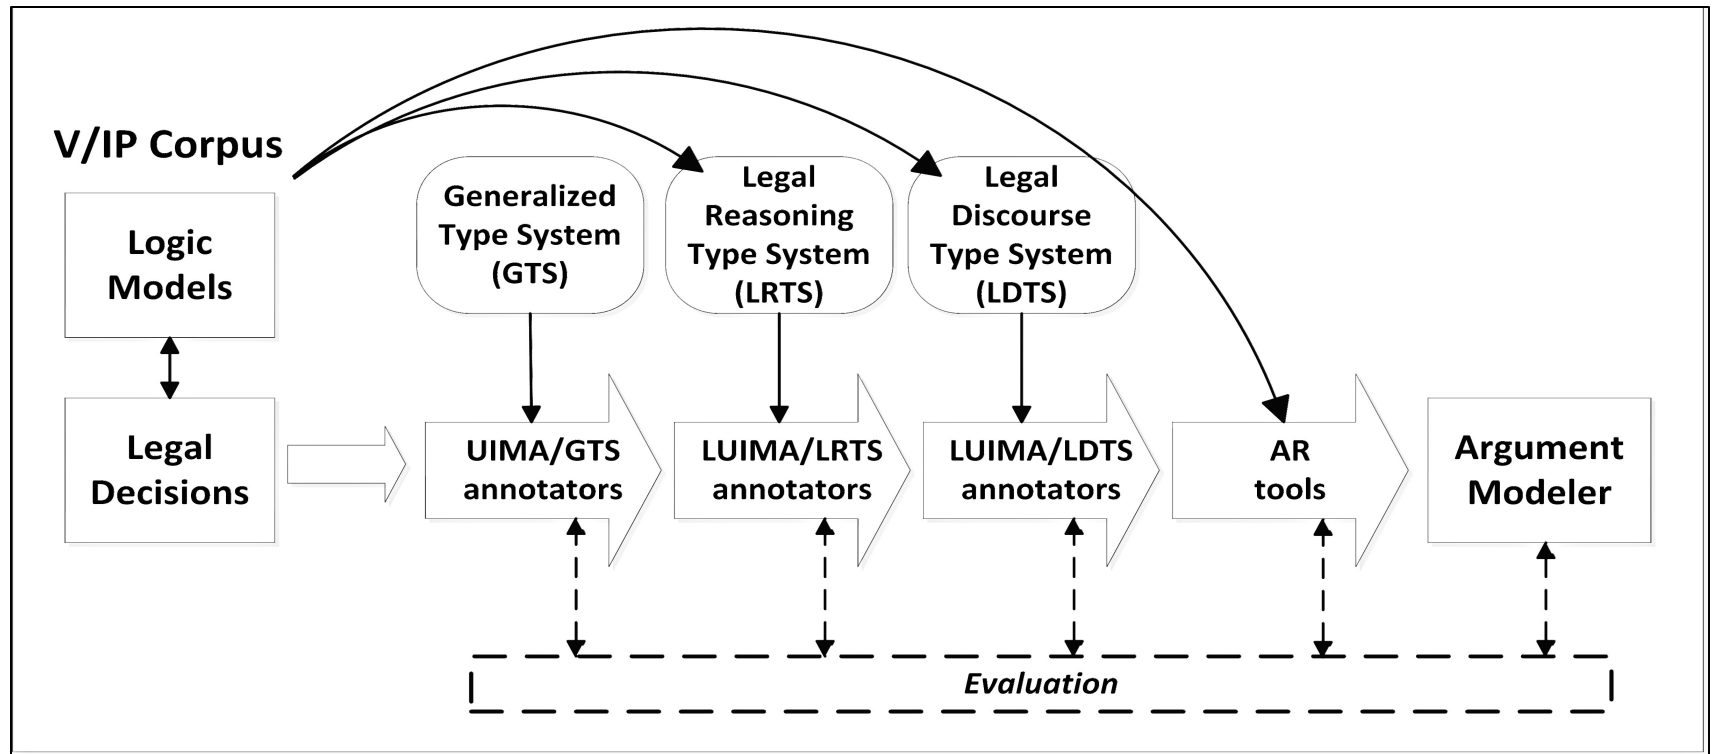 V/IP Corpus
Logic
Models
Legal
Decisions
Generalized
Type System
(GTS)
Legal
Reasoning
Type System
(LRTS)
Legal
Discourse
Type System
(LDTS)
UIMA/GTS
annotators
LUIMA/LRTS
annotators
LUIMA/LDTS
annotators
AR
tools
Argument
Modeler
Evaluation